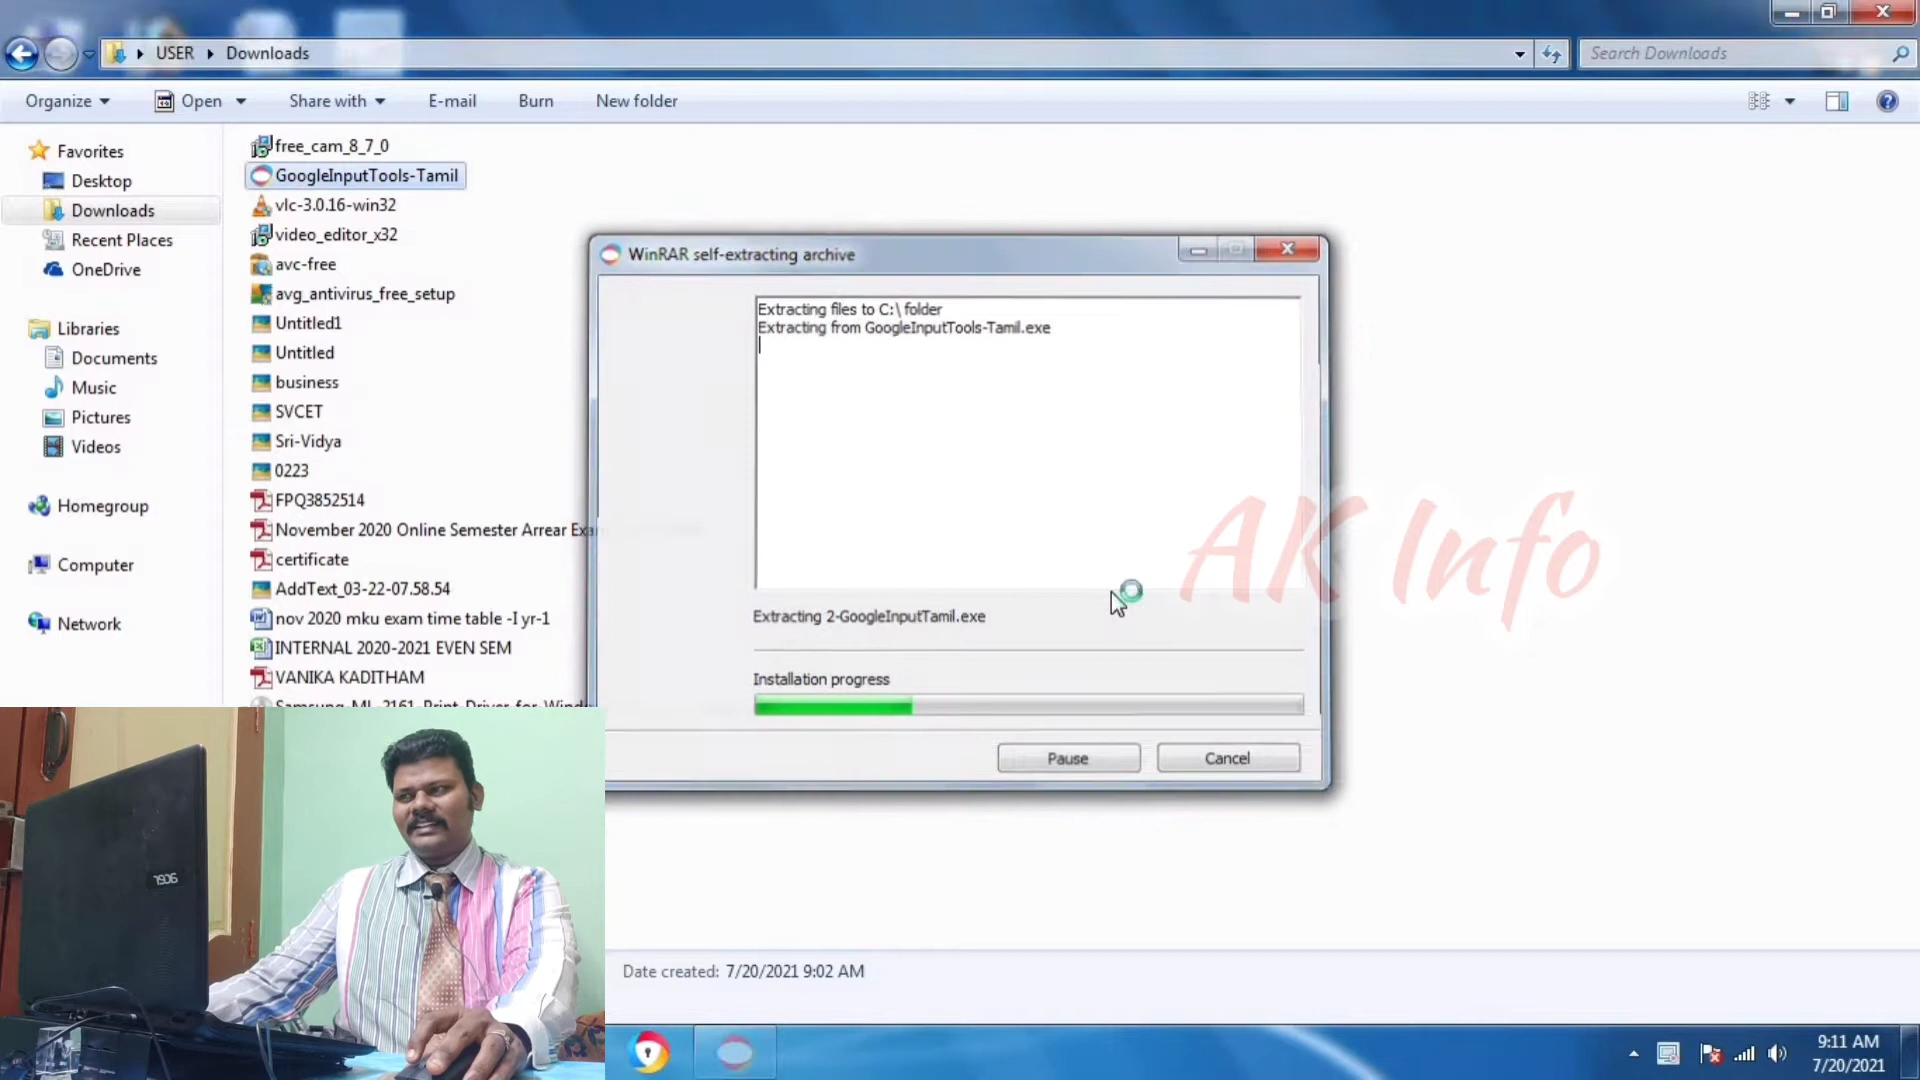 USER
Downloads
Search Downloads
Organize
Open
Share with
E-mail
Burn
New folder
Favorites
Desktop
Downloads
Recent Places
OneDrive
Libraries
Documents
Music
Pictures
Videos
Homegroup
Computer
Network
free_cam_8_7_0
GoogleInputTools-Tamil
vlc-3.0.16-win32
video_editor_x32
avc-free
avg_antivirus_free_setup
Untitled1
Untitled
business
SVCET
Sri-Vidya
0223
FPQ3852514
November 2020 Online Semester Arrear Exa
certificate
AddText_03-22-07.58.54
nov 2020 mku exam time table -I yr-1
INTERNAL 2020-2021 EVEN SEM
VANIKA KADITHAM
WinRAR self-extracting archive
Extracting files to C:\ folder
Extracting from GoogleInputTools-Tamil.exe
Extracting 2-GoogleInputTamil.exe
Installation progress
Pause
Cancel
AK Info
acer
Date created: 7/20/2021 9:02 AM
9:11 AM
7/20/2021